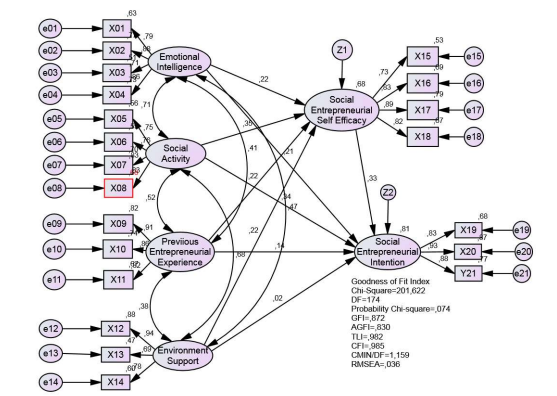 ,63
e01
X01
,79
e02
X02
e03
X03
e04
X04
,66
Emotional
Intelligence
,71
e05
X05
,75
e06
X06
e07
X07
e08
X08
Social
Activity
,52
,82
e09
X09
,91
e10
X10
e11
X11
Previious
Entrepreneurial
Experience
,38
,88
e12
X12
,94
,47
e13
X13
,69
e14
X14
Environment
Support
,22
,35
,41
,21
,22
,47
,22
,68
,14
,02
Z1
,68
Social
Entrepreneurial
Self Efficacy
,53
X15
e15
,73
X16
e16
,79
X17
e17
,89
X18
e18
,82
,33
Z2
,81
Social
Entrepreneurial
Intention
,68
X19
e19
,83
X20
e20
,93
,77
Y21
e21
,88
Goodness of Fit Index
Chi-Square=201,622
DF=174
Probability Chi-square=,074
GFI=,872
AGFI=,830
TLI=,982
CFI=,985
CMIN/DF=1,159
RMSEA=,036